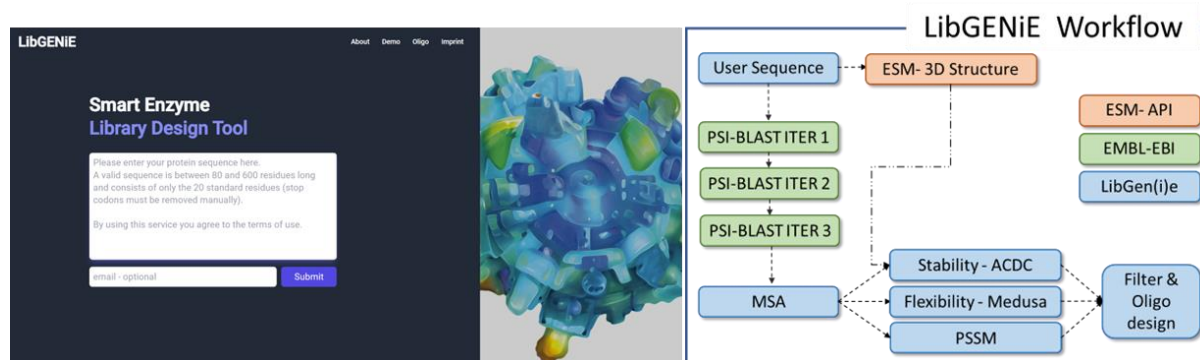 LibGENiE
About Demo Oligo Imprint
Smart Enzyme
Library Design Tool
Please enter your protein sequence here.
A valid sequence is between 80 and 600 residues long
and consists of only the 20 standard residues (stop
codons must be removed manually).
By using this service you agree to the terms of use.
email - optional
Submit
LibGENiE Workflow
User Sequence
ESM- 3D Structure
PSI-BLAST ITER 1
PSI-BLAST ITER 2
PSI-BLAST ITER 3
MSA
Stability - ACDC
Flexibility - Medusa
PSSM
Filter &
Oligo
design
ESM- API
EMBL-EBI
LibGen(i)e